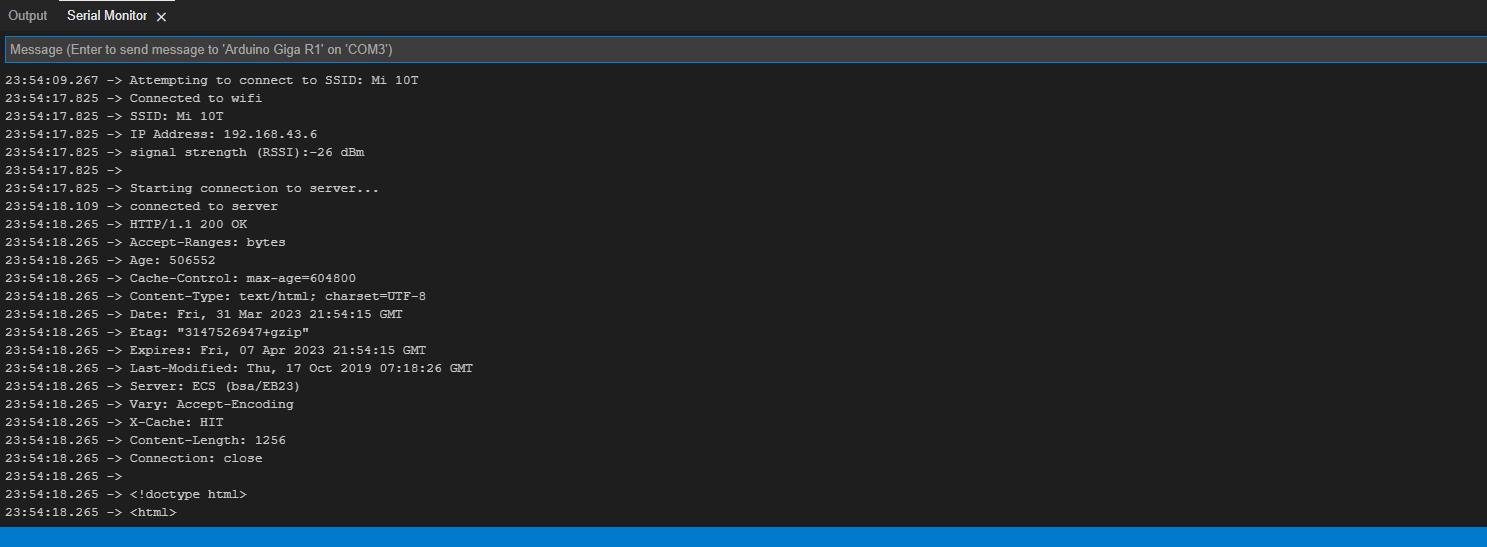 Output Serial Monitor ×
Message (Enter to send message to 'Arduino Giga R1' on 'COM3')
23:54:09.267 -> Attempting to connect to SSID: Mi 10T
23:54:17.825 -> Connected to wifi
23:54:17.825 -> SSID: Mi 10T
23:54:17.825 -> IP Address: 192.168.43.6
23:54:17.825 -> signal strength (RSSI):-26 dBm
23:54:17.825 ->
23:54:17.825 -> Starting connection to server...
23:54:18.109 -> connected to server
23:54:18.265 -> HTTP/1.1 200 OK
23:54:18.265 -> Accept-Ranges: bytes
23:54:18.265 -> Age: 506552
23:54:18.265 -> Cache-Control: max-age=604800
23:54:18.265 -> Content-Type: text/html; charset=UTF-8
23:54:18.265 -> Date: Fri, 31 Mar 2023 21:54:15 GMT
23:54:18.265 -> Etag: "3147526947+gzip"
23:54:18.265 -> Expires: Fri, 07 Apr 2023 21:54:15 GMT
23:54:18.265 -> Last-Modified: Thu, 17 Oct 2019 07:18:26 GMT
23:54:18.265 -> Server: ECS (bsa/EB23)
23:54:18.265 -> Vary: Accept-Encoding
23:54:18.265 -> X-Cache: HIT
23:54:18.265 -> Content-Length: 1256
23:54:18.265 -> Connection: close
23:54:18.265 ->
23:54:18.265 -> <!doctype html>
23:54:18.265 -> <html>